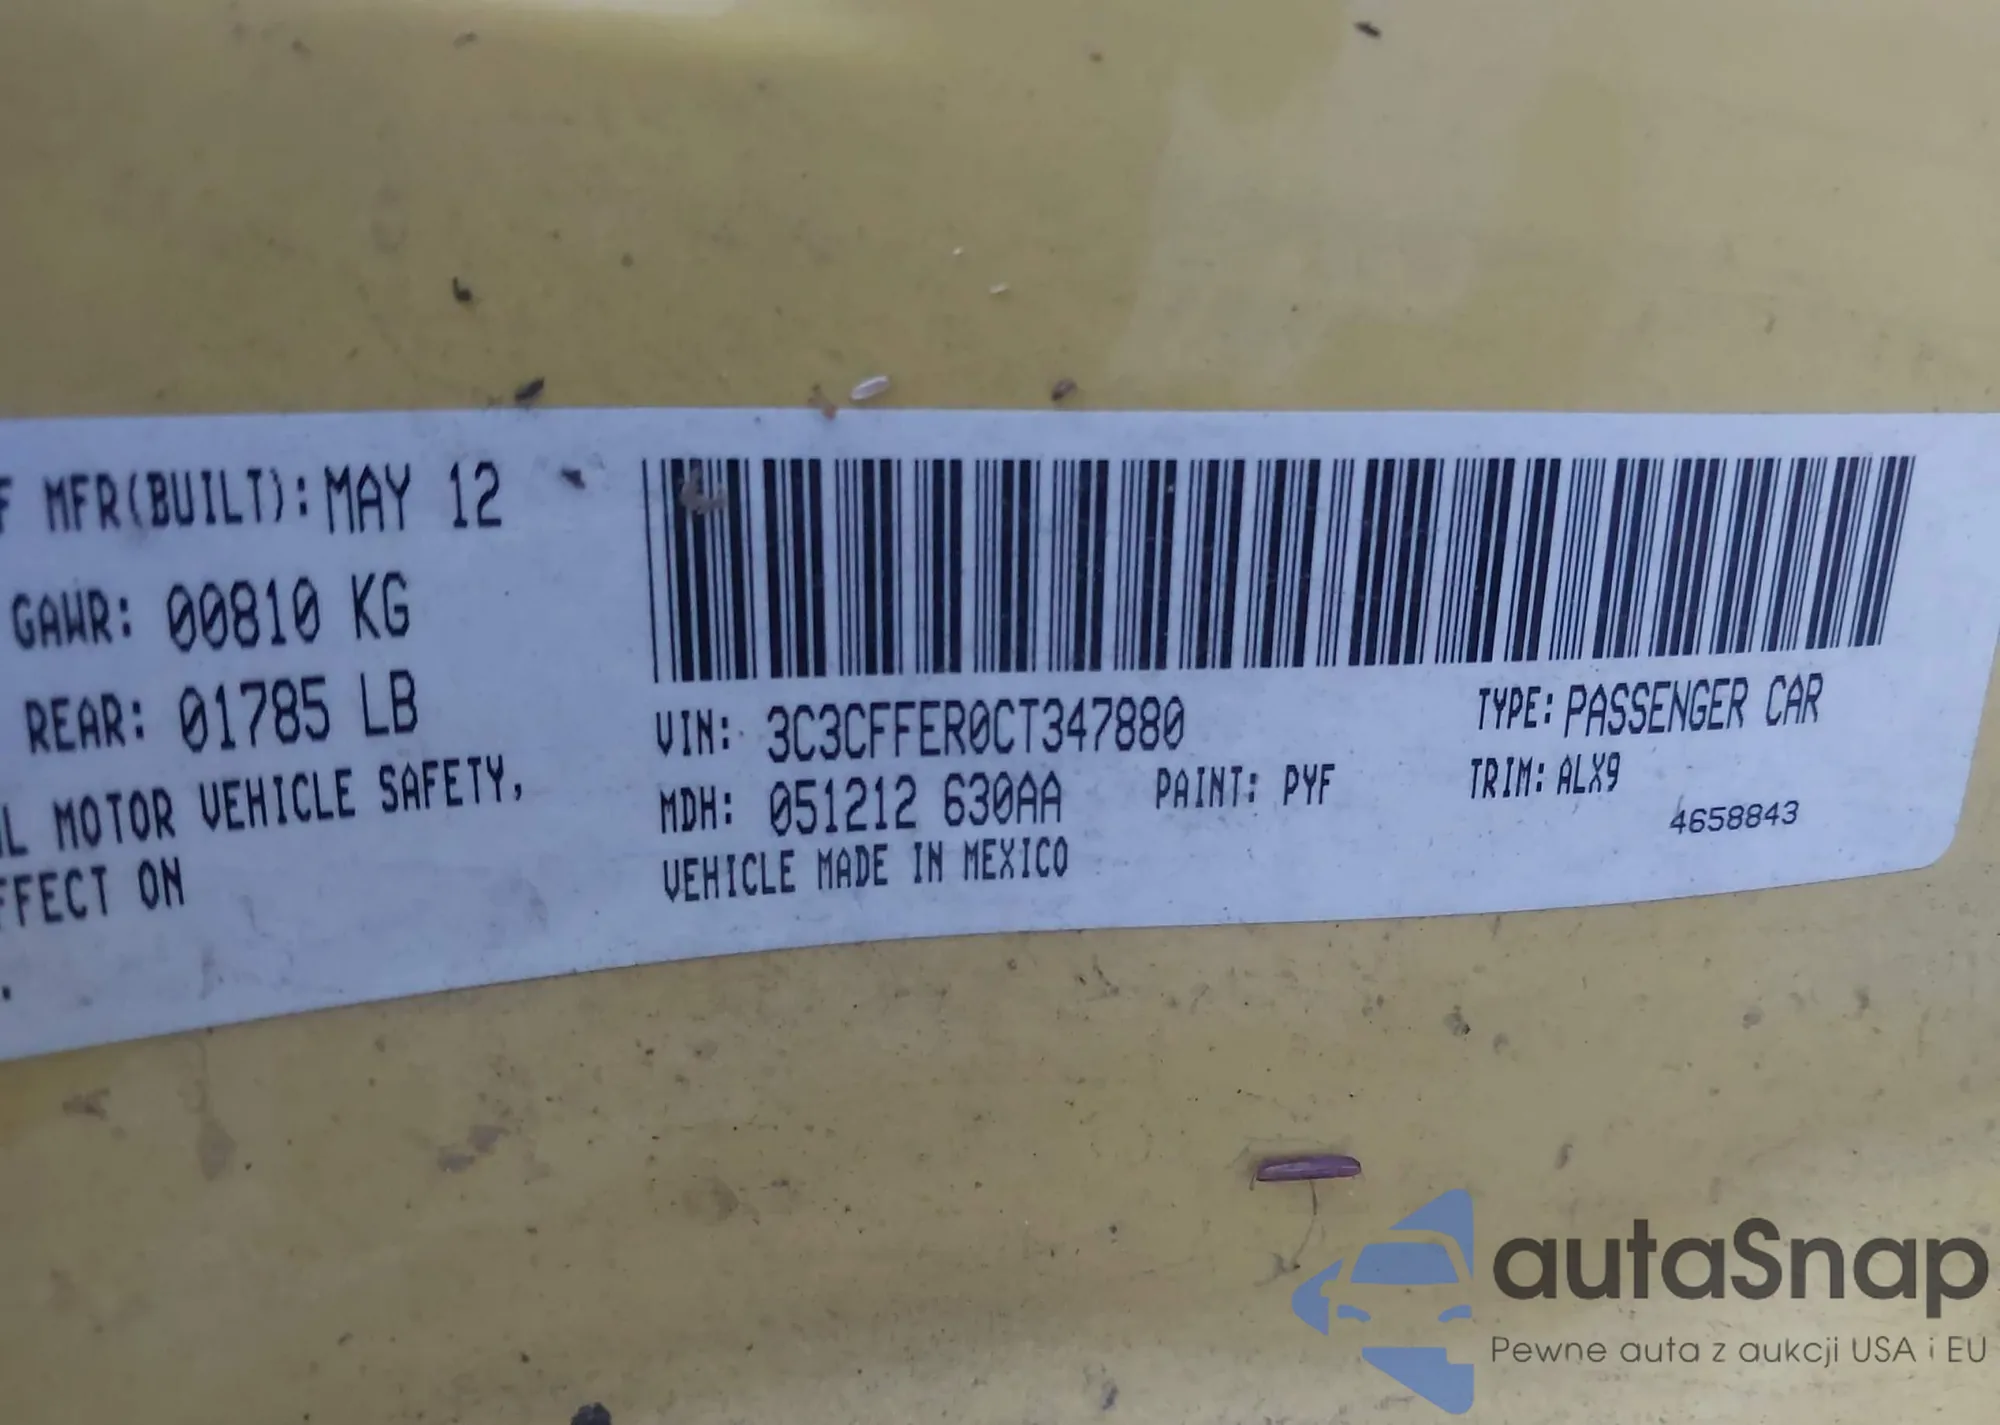 F MFR(BUILT): MAY 12
GAWR: 00810 KG
REAR: 01785 LB
L MOTOR VEHICLE SAFETY,
FFECT ON
.
VIN: 3C3CFFER0CT347880
TYPE: PASSENGER CAR
MDH: 051212 630AA
PAINT: PYF
TRIM: ALX9
VEHICLE MADE IN MEXICO
4658843
autaSnap
Pewne auta z aukcji USA i EU